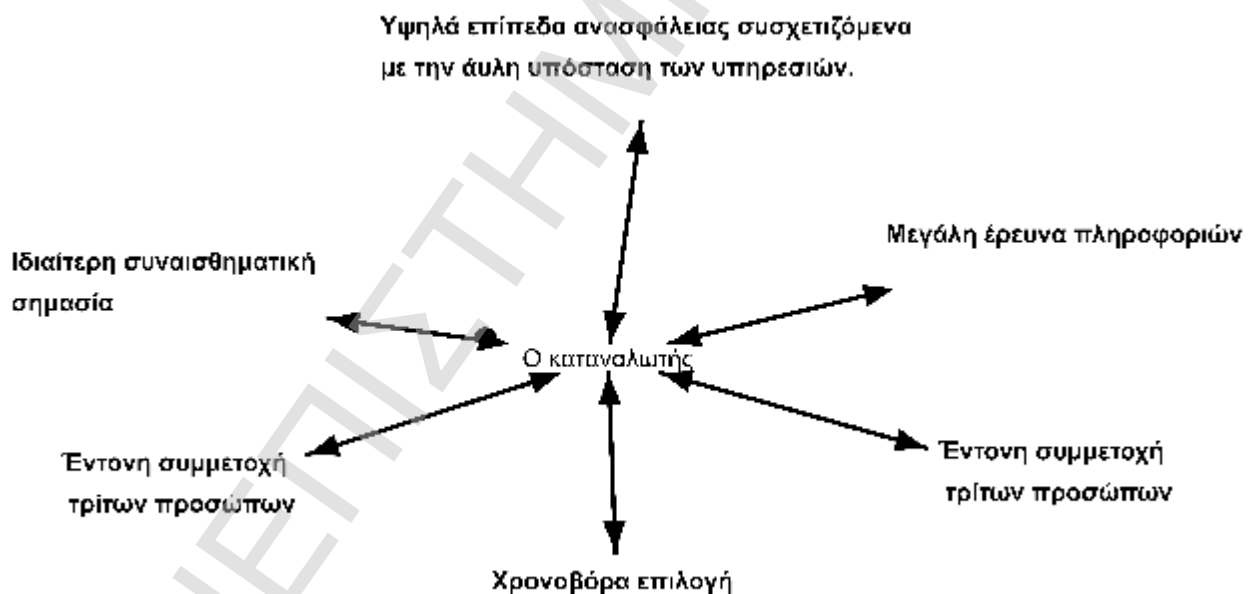 Υψηλά επίπεδα ανασφάλειας συσχετιζόμενα
με την άυλη υπόσταση των υπηρεσιών.
Μεγάλη έρευνα πληροφοριών
Ιδιαίτερη συναισθηματική
σημασία
Ο καταναλωτής
Έντονη συμμετοχή
τρίτων προσώπων
Έντονη συμμετοχή
τρίτων προσώπων
Χρονοβόρα επιλογή